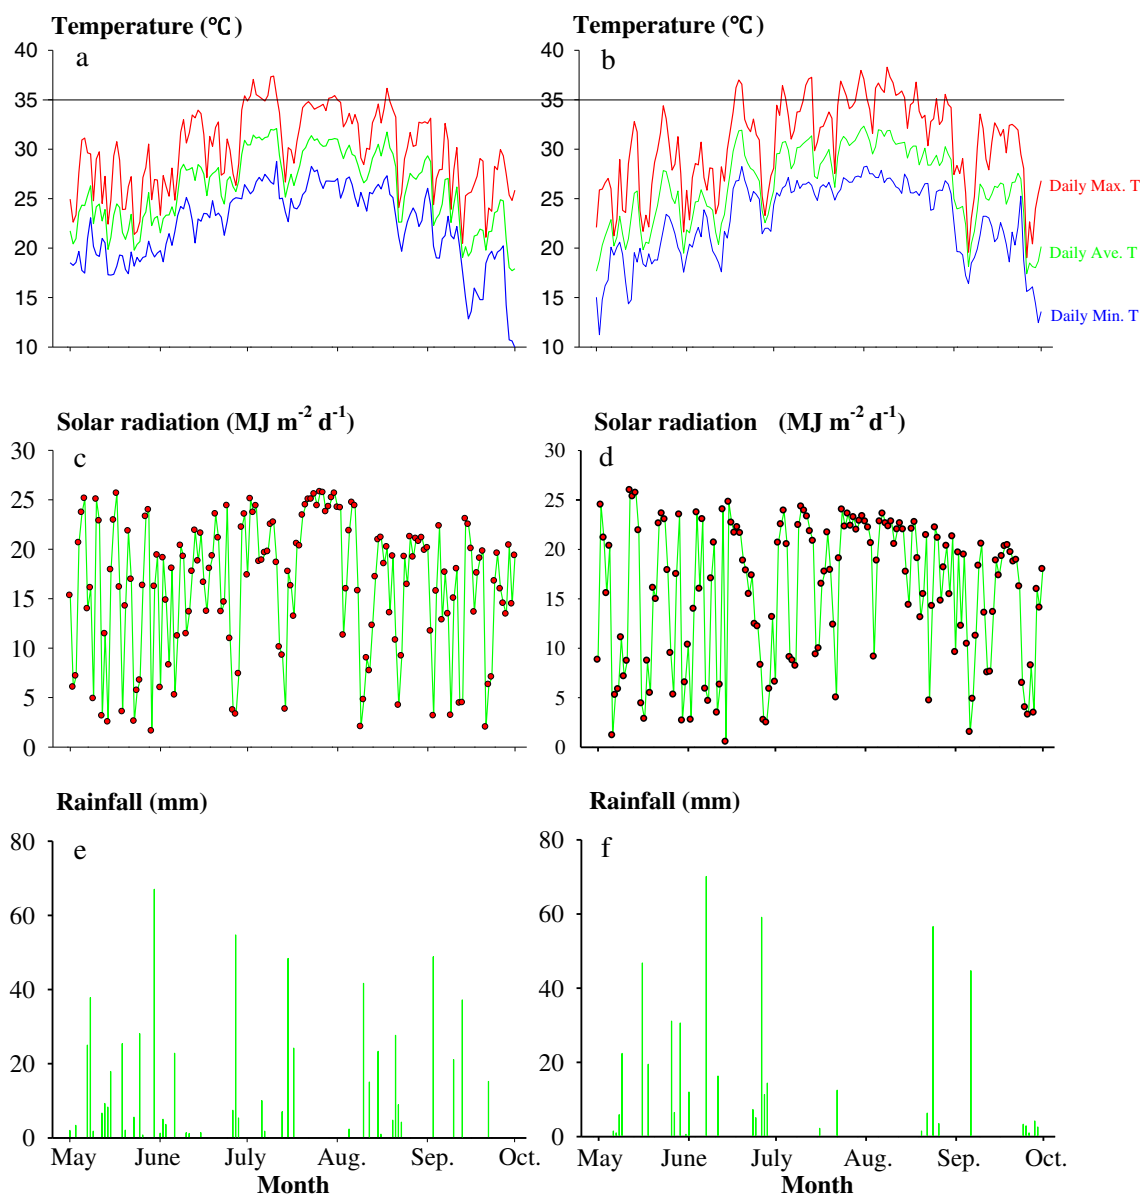 Temperature (℃)
Temperature (℃)
a
b
40
35
30
25
20
15
10
40
35
30
25
20
15
10
Daily Max. T
Daily Ave. T
Daily Min. T
Solar radiation (MJ m-2 d-1)
Solar radiation (MJ m-2 d-1)
c
d
30
25
20
15
10
5
0
30
25
20
15
10
5
0
Rainfall (mm)
Rainfall (mm)
e
f
80
60
40
20
0
80
60
40
20
0
May June July Aug. Sep. Oct.
May June July Aug. Sep. Oct.
Month
Month